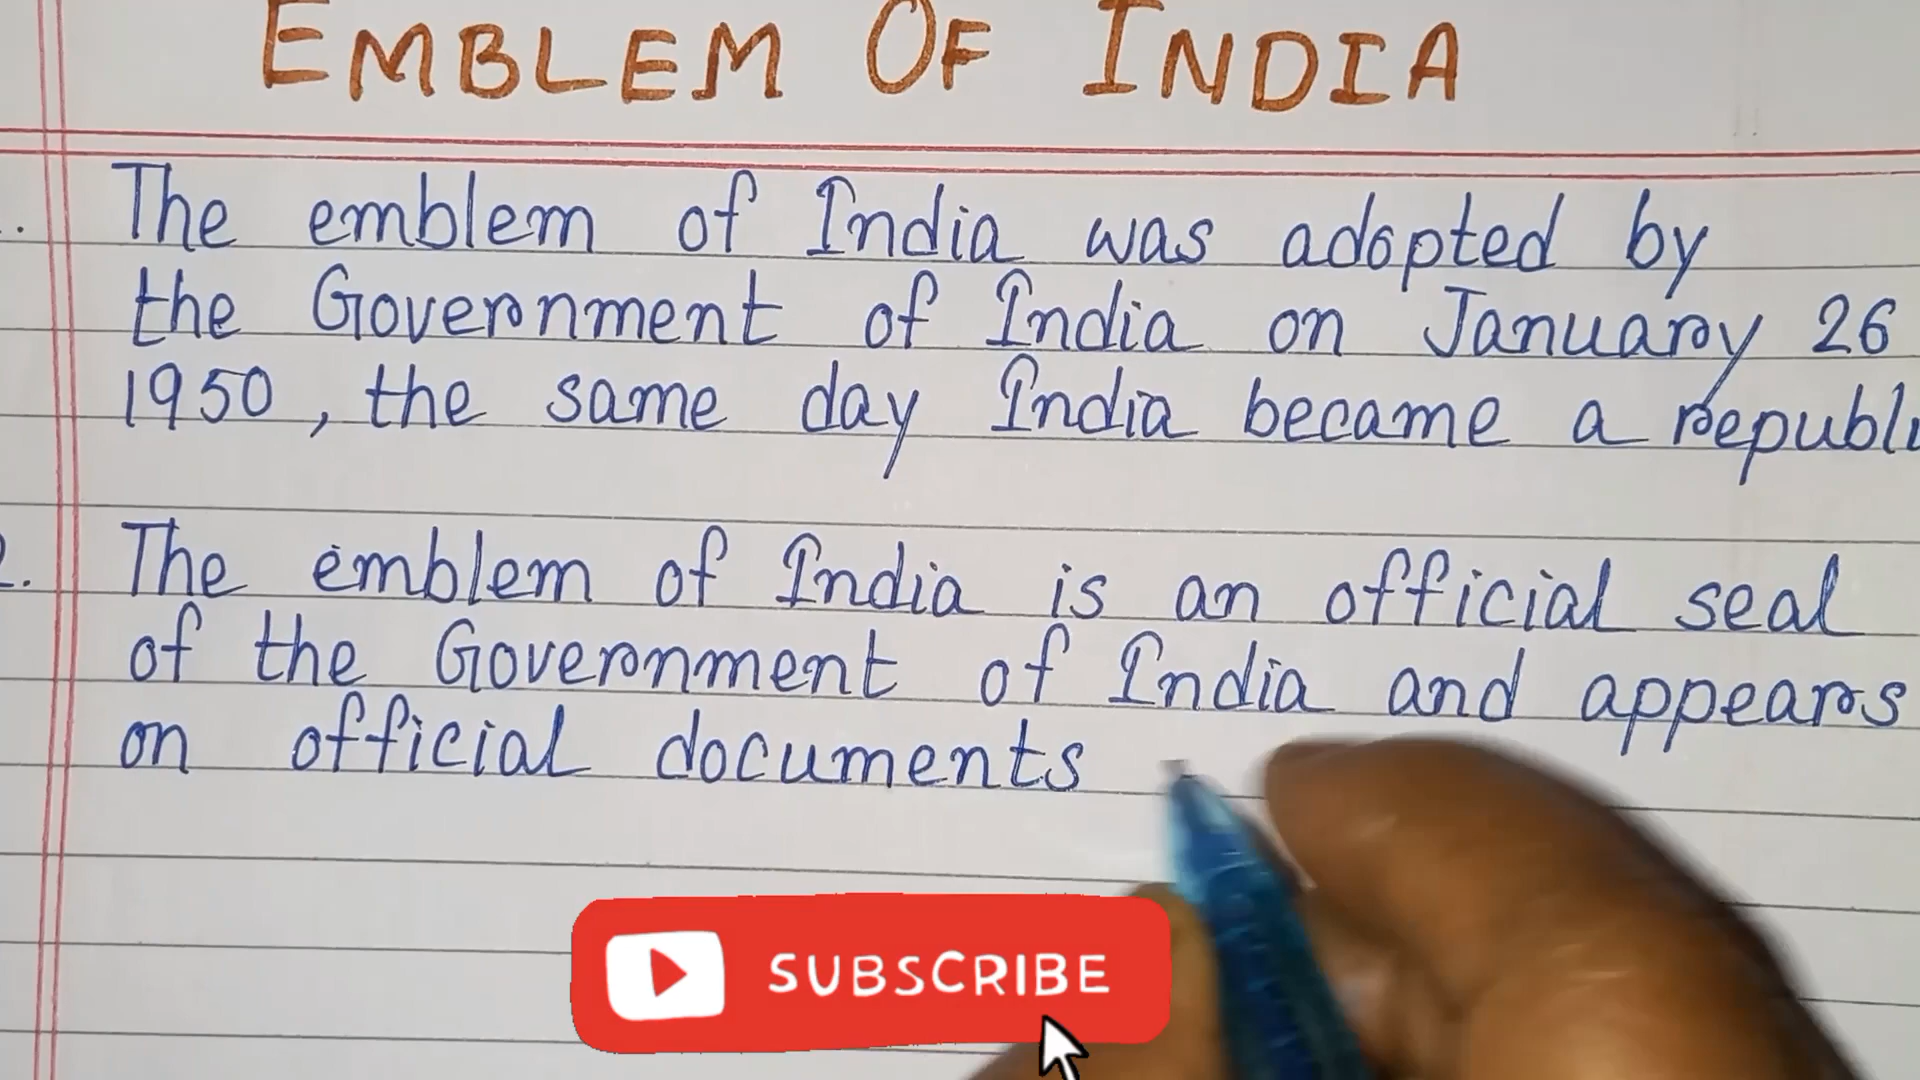 EMBLEM OF INDIA
. The emblem of India was adopted by
the Government of India on January 26
1950, the same day India became a republi
2. The emblem of India is an official seal
of the Government of India and appears
on official documents
SUBSCRIBE